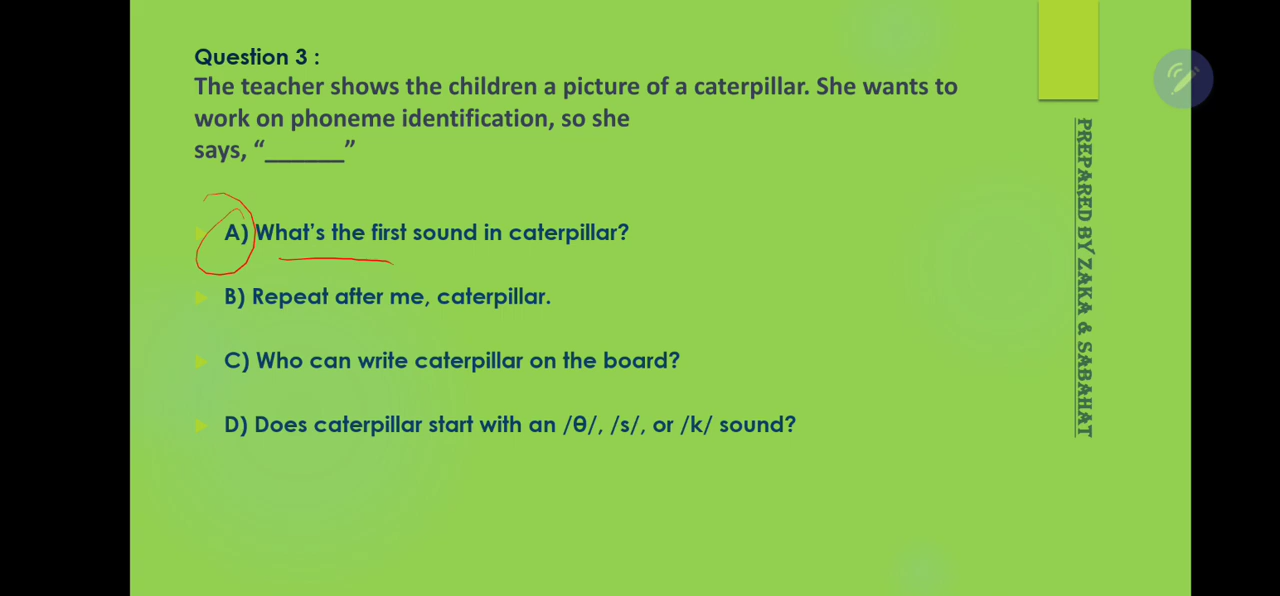 Question 3 :
The teacher shows the children a picture of a caterpillar. She wants to
work on phoneme identification, so she
says, “______”
A) What’s the first sound in caterpillar?
B) Repeat after me, caterpillar.
C) Who can write caterpillar on the board?
D) Does caterpillar start with an /θ/, /s/, or /k/ sound?
PREPARED BY ZAKA & SABAHAT